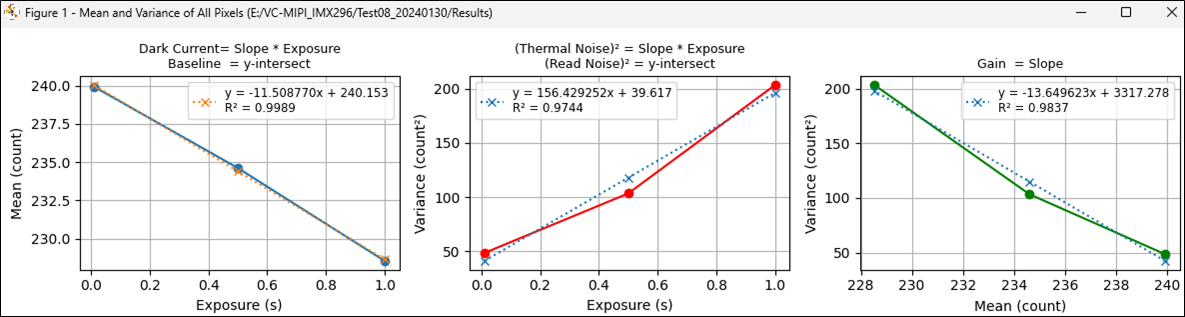 Figure 1 - Mean and Variance of All Pixels (E:/VC-MIPI_IMX296/Test08_20240130/Results)
Dark Current= Slope * Exposure
Baseline  = y-intersect
y = -11.508770x + 240.153
R² = 0.9989
Mean (count)
240.0
237.5
235.0
232.5
230.0
0.0 0.2 0.4 0.6 0.8 1.0
Exposure (s)
(Thermal Noise)² = Slope * Exposure
(Read Noise)² = y-intersect
y = 156.429252x + 39.617
R² = 0.9744
Variance (count²)
200
150
100
50
0.0 0.2 0.4 0.6 0.8 1.0
Exposure (s)
Gain  = Slope
y = -13.649623x + 3317.278
R² = 0.9837
Variance (count²)
200
150
100
50
228 230 232 234 236 238 240
Mean (count)